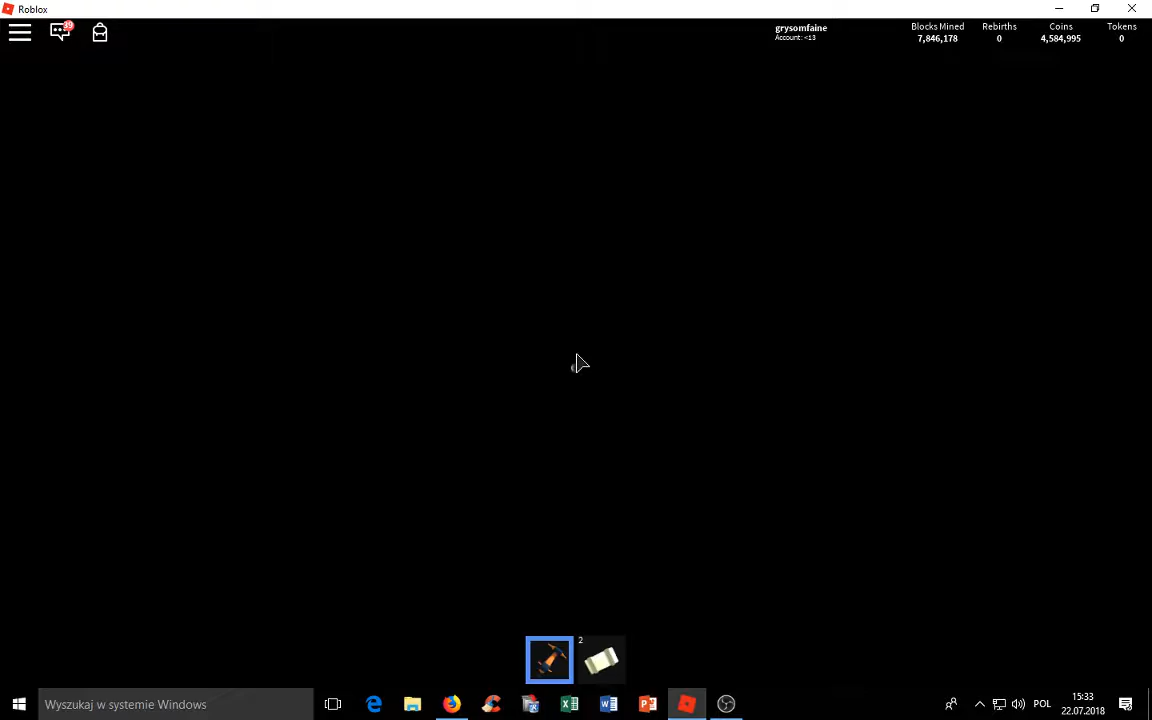 Roblox
39
grysomfaine
Account: <13
Blocks Mined
7,846,178
Rebirths
0
Coins
4,584,995
Tokens
0
2
Wyszukaj w systemie Windows
POL
15:33
22.07.2018